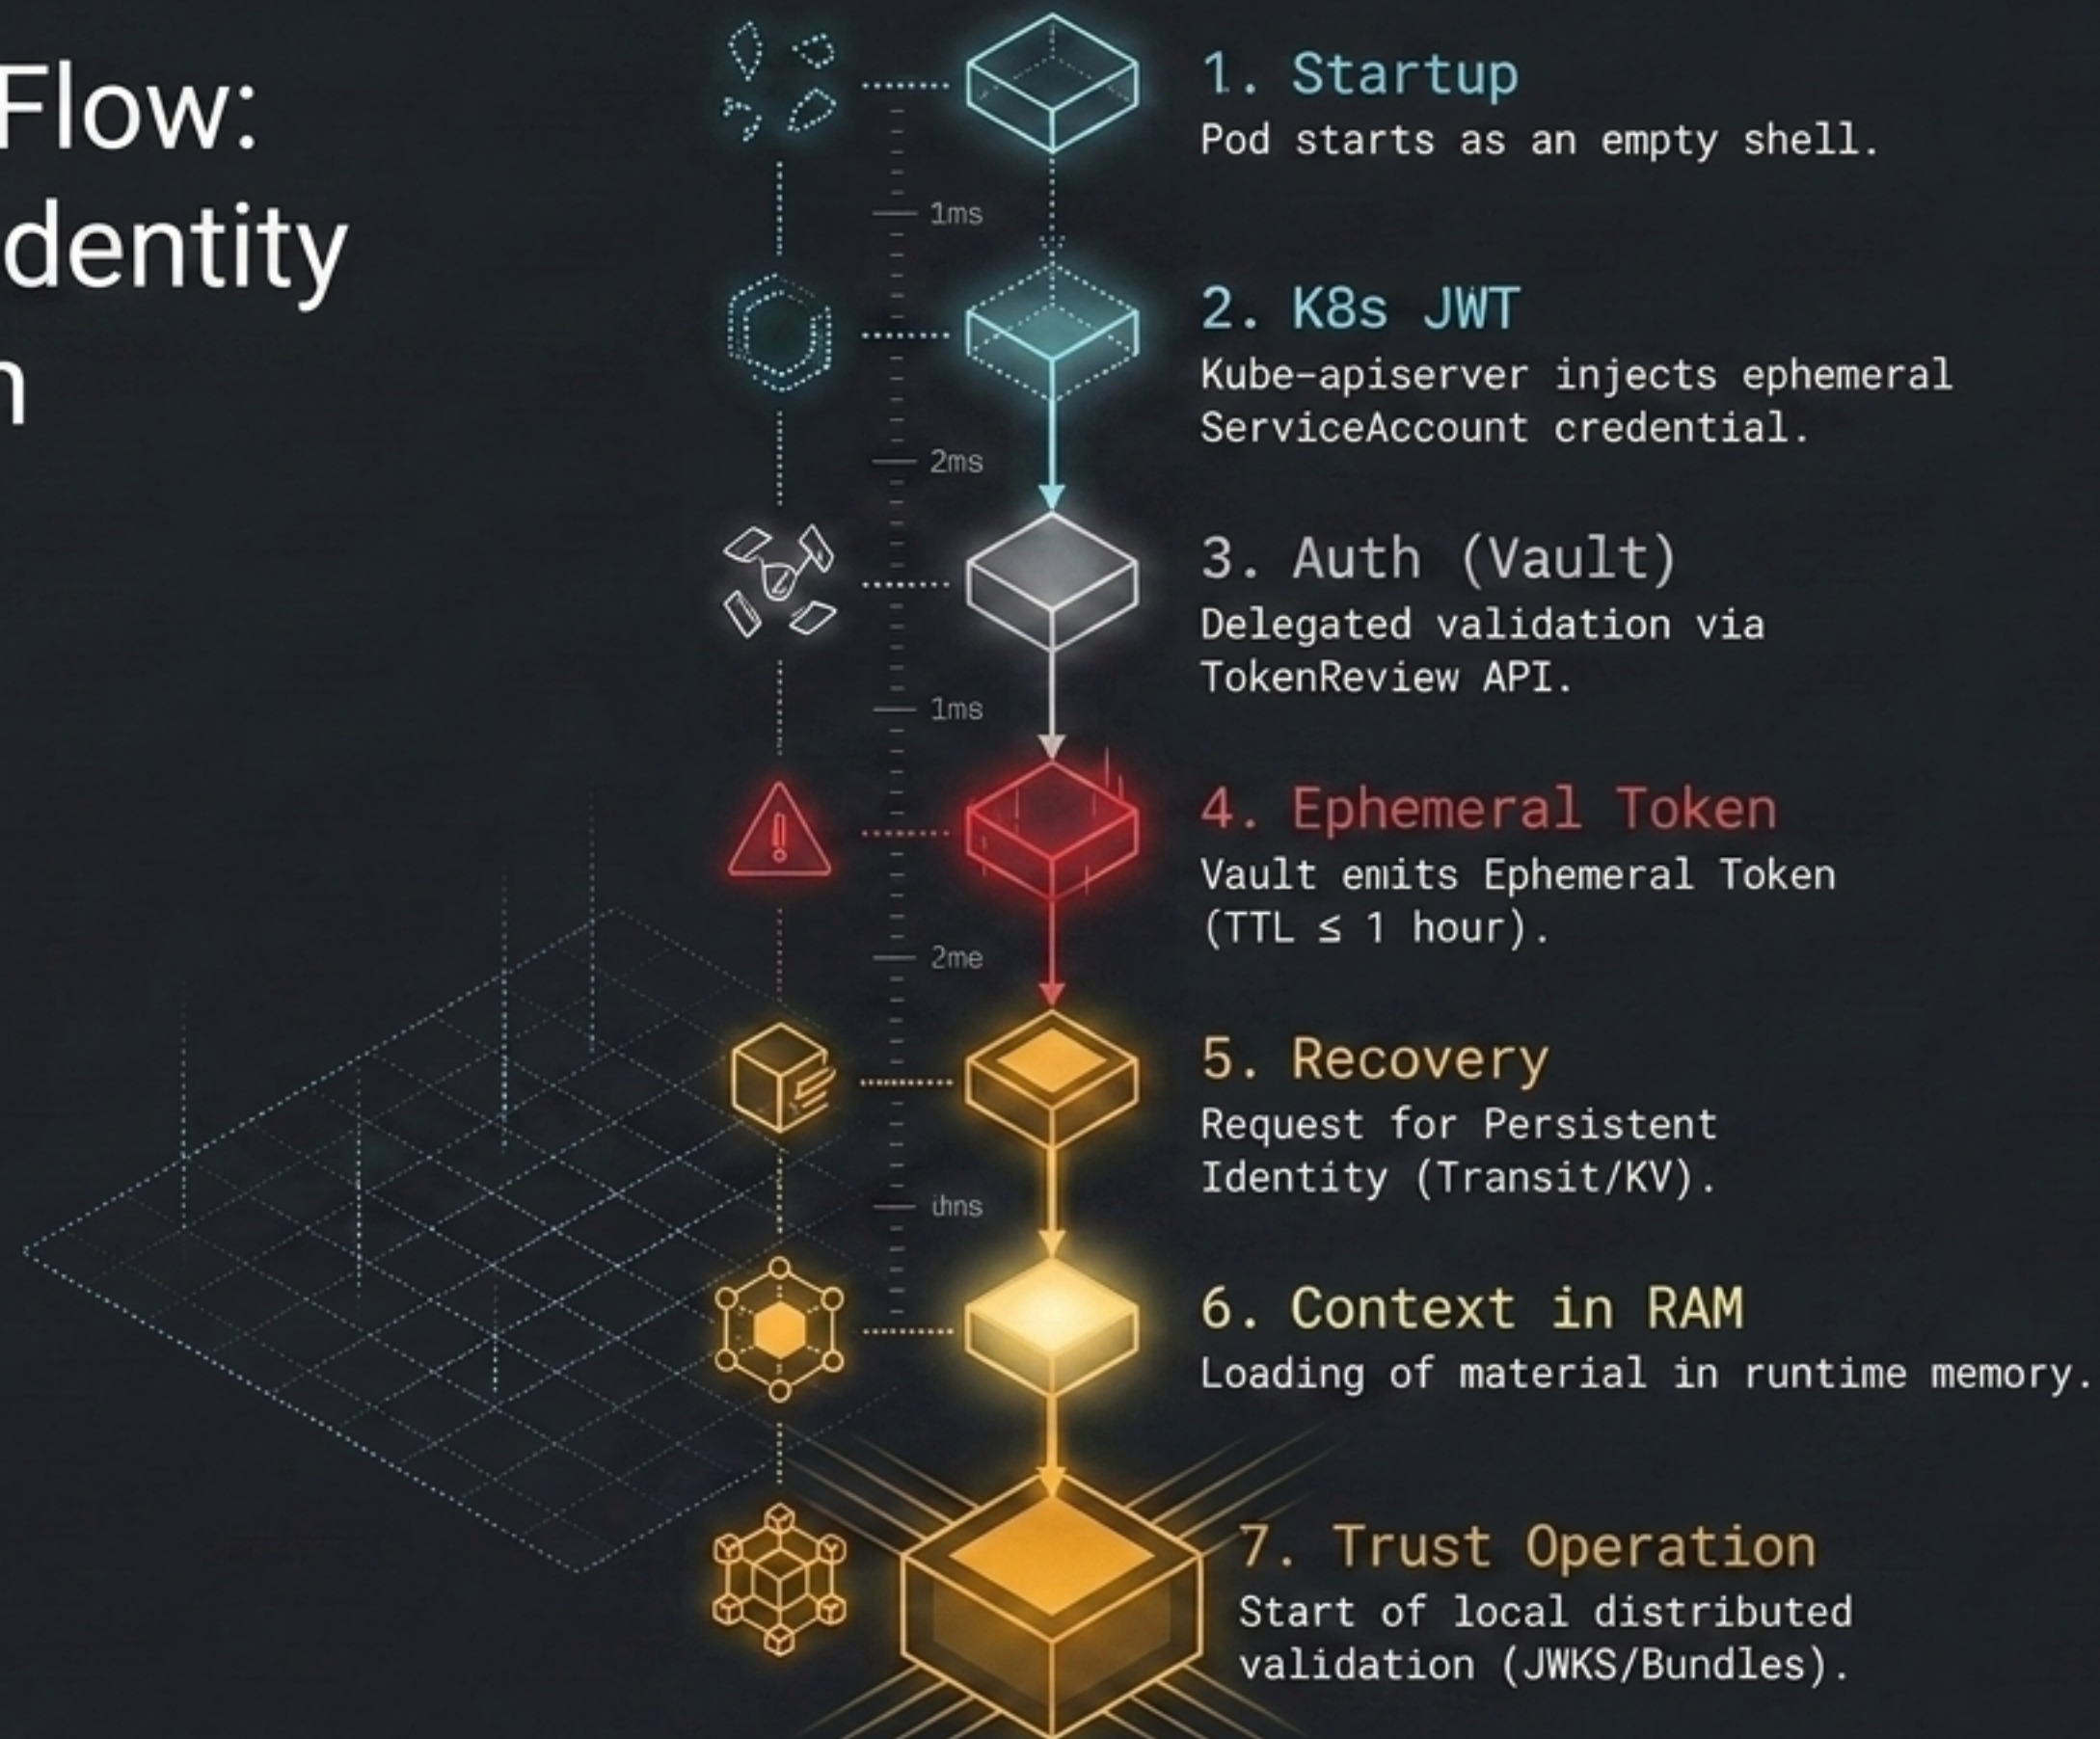 Flow:
dentity
n
1. Startup
Pod starts as an empty shell.
1ms
2. K8s JWT
Kube-apiserver injects ephemeral
ServiceAccount credential.
2ms
3. Auth (Vault)
Delegated validation via
TokenReview API.
1ms
4. Ephemeral Token
Vault emits Ephemeral Token
(TTL ≤ 1 hour).
2me
5. Recovery
Request for Persistent
Identity (Transit/KV).
6. Context in RAM
Loading of material in runtime memory.
7. Trust Operation
Start of local distributed
validation (JWKS/Bundles).